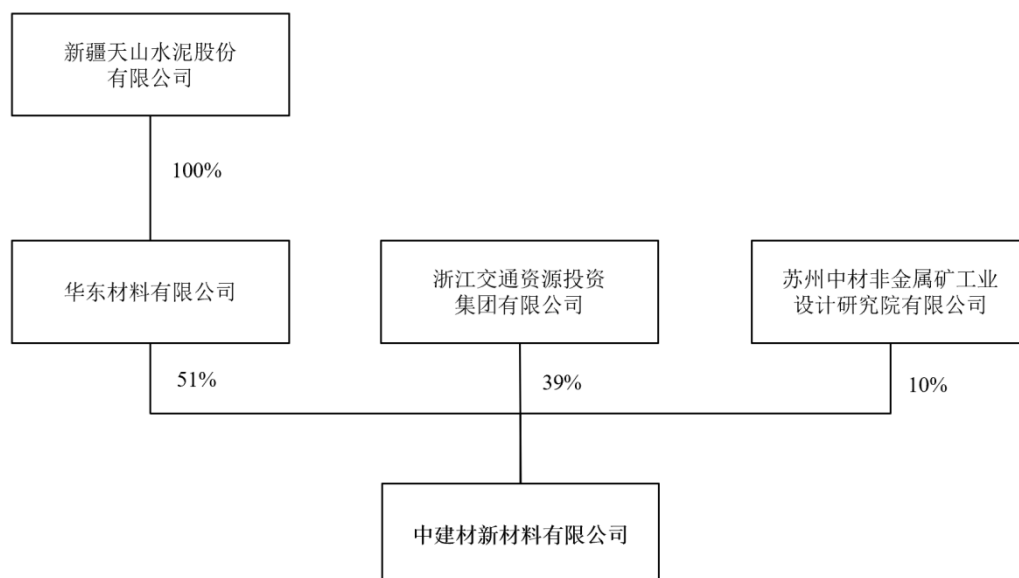 新疆天山水泥股份
有限公司
100%
华东材料有限公司
浙江交通资源投资
集团有限公司
苏州中材非金属矿工业
设计研究院有限公司
51%
39%
10%
中建材新材料有限公司